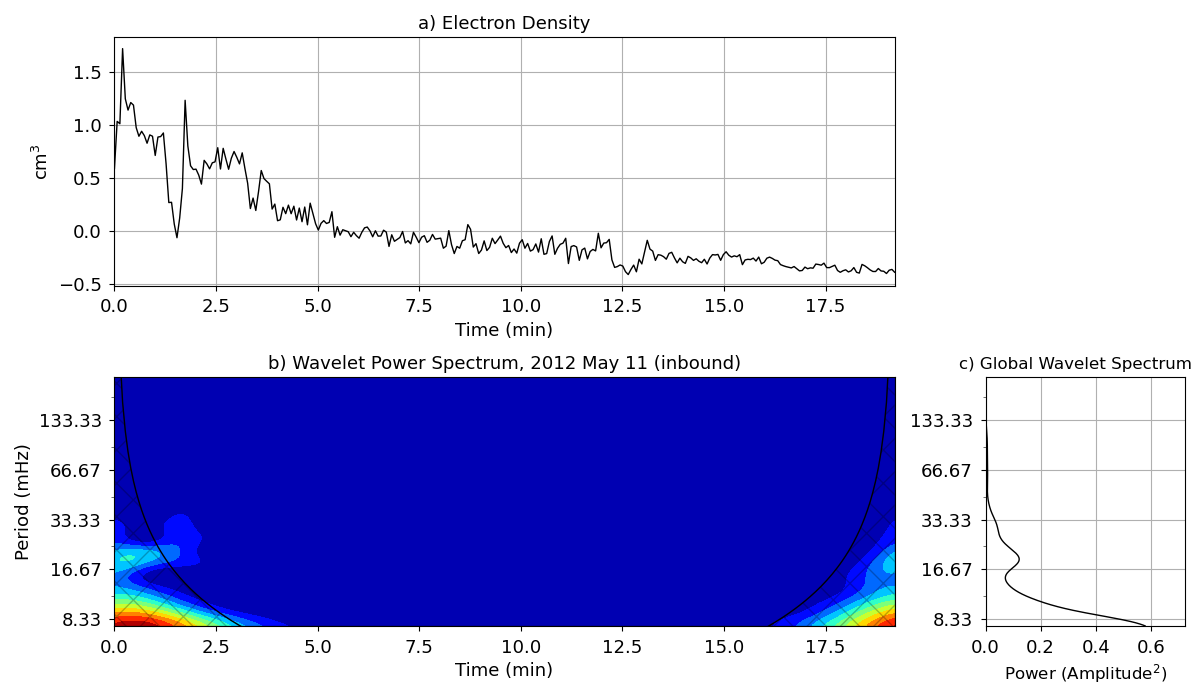 a) Electron Density
cm³
1.5
1.0
0.5
0.0
−0.5
0.0 2.5 5.0 7.5 10.0 12.5 15.0 17.5
Time (min)
b) Wavelet Power Spectrum, 2012 May 11 (inbound)
Period (mHz)
133.33
66.67
33.33
16.67
8.33
0.0 2.5 5.0 7.5 10.0 12.5 15.0 17.5
Time (min)
c) Global Wavelet Spectrum
133.33
66.67
33.33
16.67
8.33
0.0 0.2 0.4 0.6
Power (Amplitude²)